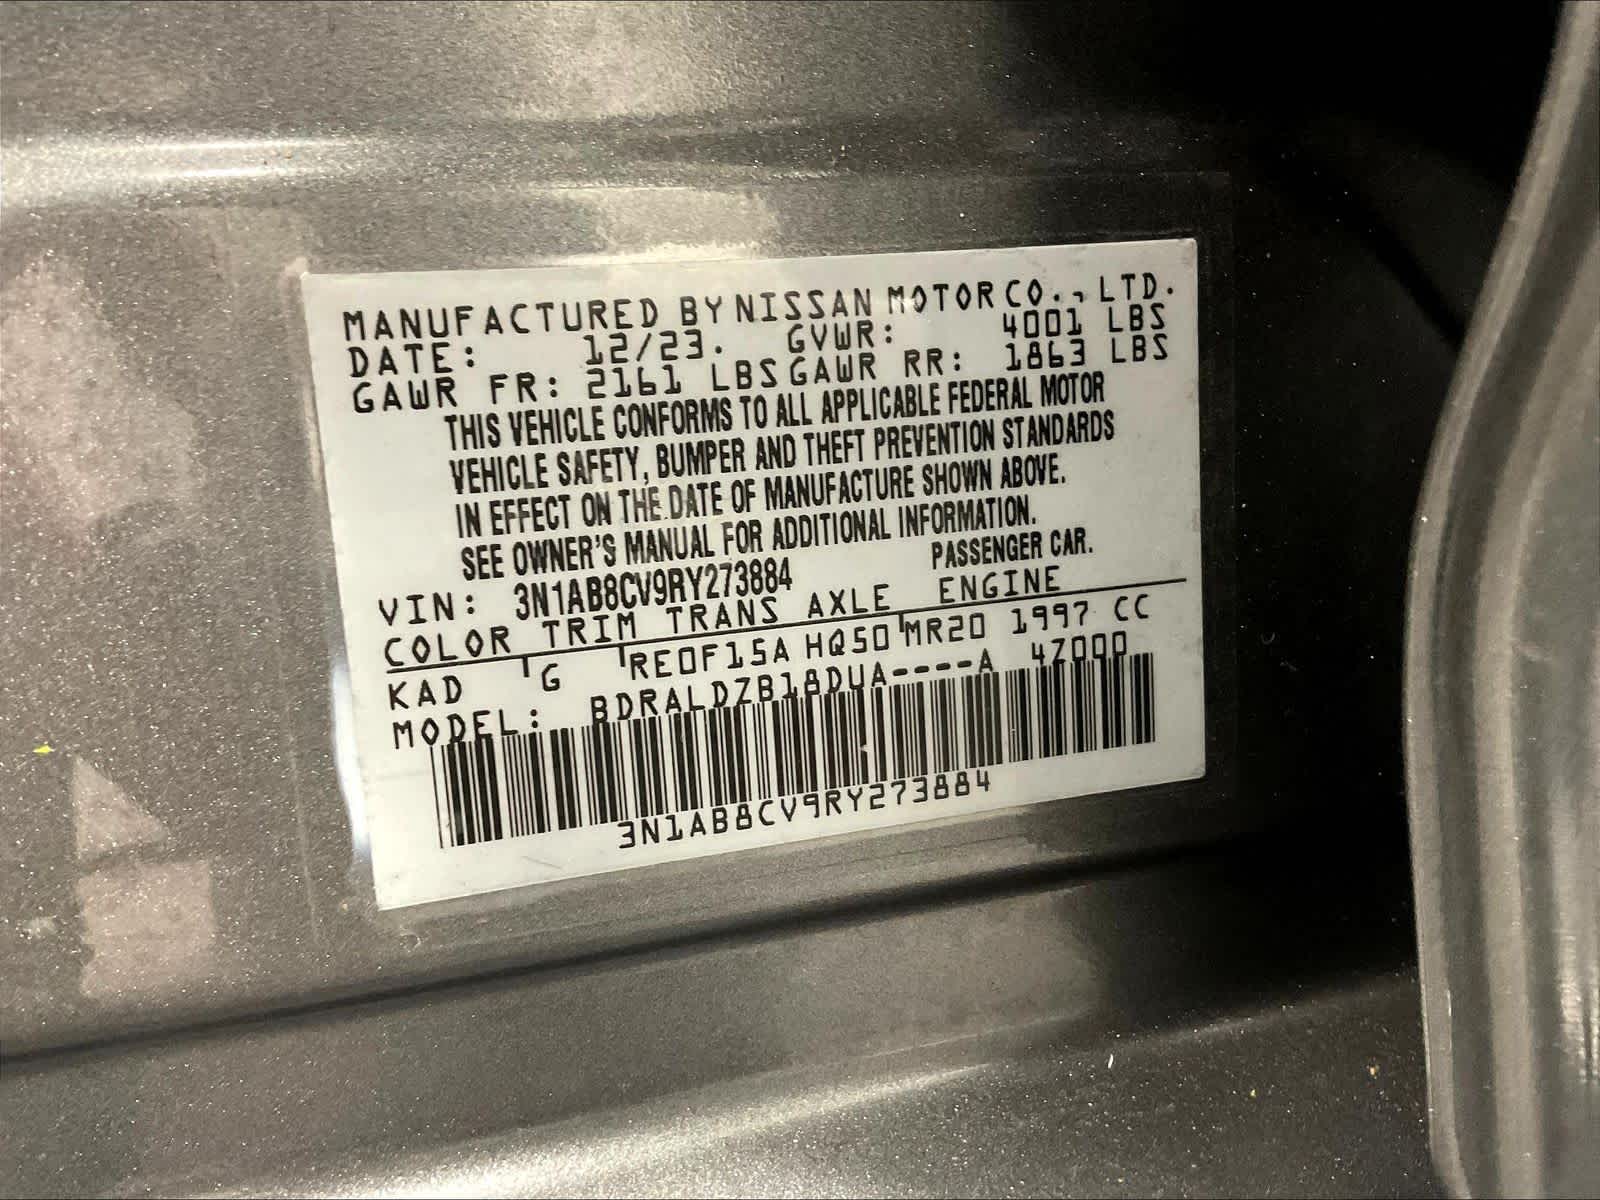 MANUFACTURED BY NISSAN MOTOR CO., LTD.
DATE: 12/23. GVWR: 4001 LBS
GAWR FR: 2161 LBS GAWR RR: 1863 LBS
THIS VEHICLE CONFORMS TO ALL APPLICABLE FEDERAL MOTOR
VEHICLE SAFETY, BUMPER AND THEFT PREVENTION STANDARDS
IN EFFECT ON THE DATE OF MANUFACTURE SHOWN ABOVE.
SEE OWNER'S MANUAL FOR ADDITIONAL INFORMATION.
VIN: 3N1AB8CV9RY273884 PASSENGER CAR.
COLOR TRIM TRANS AXLE ENGINE
KAD G RE0F15A HQ50 MR20 1997 CC
MODEL: BDRALDZB18DUA----A 47000
3N1AB8CV9RY273884